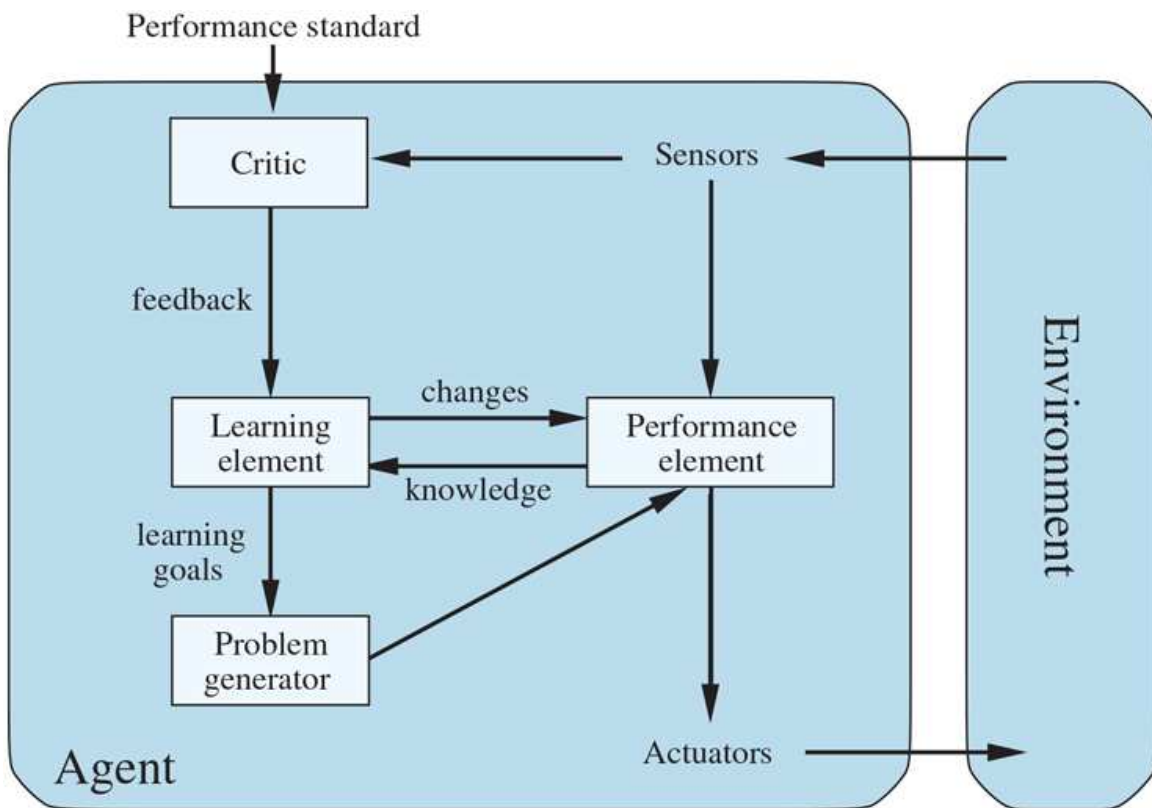 Performance standard
Critic
Sensors
feedback
Learning
element
changes
knowledge
Performance
element
learning
goals
Problem
generator
Actuators
Agent
Environment